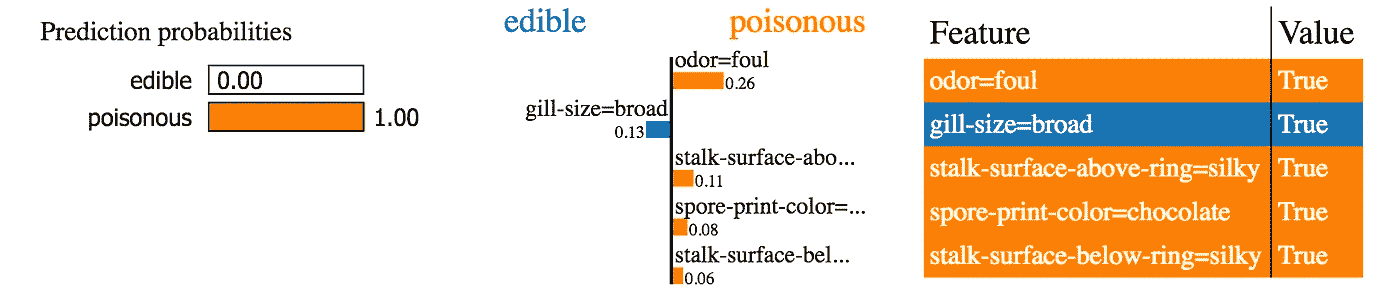 Prediction probabilities
edible 0.00
poisonous 1.00
edible poisonous
odor=foul
0.26
gill-size=broad
0.13
stalk-surface-abo...
0.11
spore-print-color=...
0.08
stalk-surface-bel...
0.06
Feature Value
odor=foul True
gill-size=broad True
stalk-surface-above-ring=silky True
spore-print-color=chocolate True
stalk-surface-below-ring=silky True